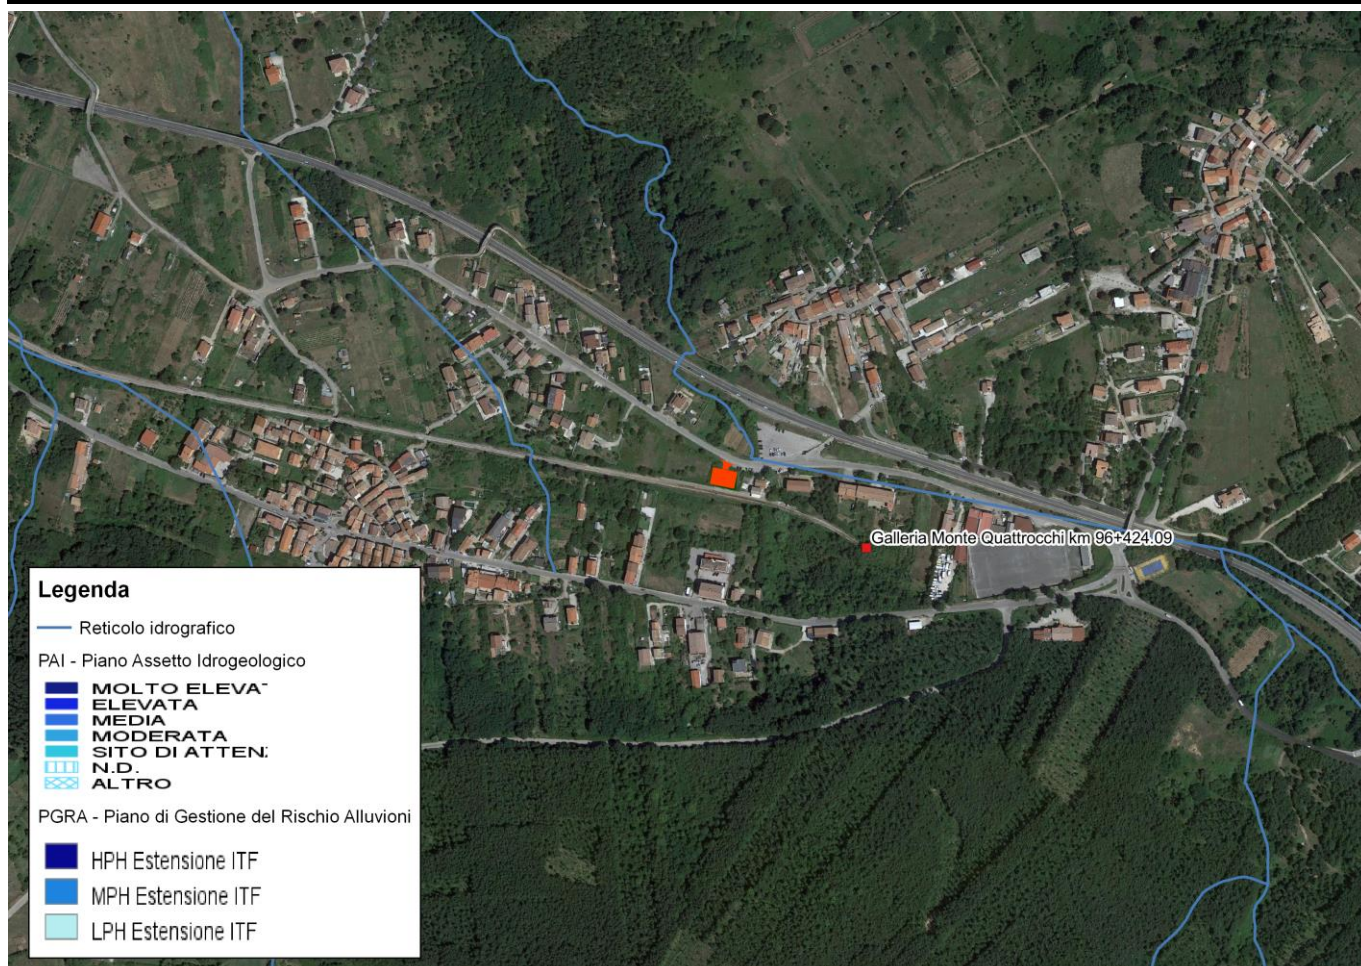 Galleria Monte Quattrocchi km 96+424.09
Legenda
Reticolo idrografico
PAI - Piano Assetto Idrogeologico
MOLTO ELEVA
ELEVATA
MEDIA
MODERATA
SITO DI ATTEN
N.D.
ALTRO
PGRA - Piano di Gestione del Rischio Alluvioni
HPH Estensione ITF
MPH Estensione ITF
LPH Estensione ITF